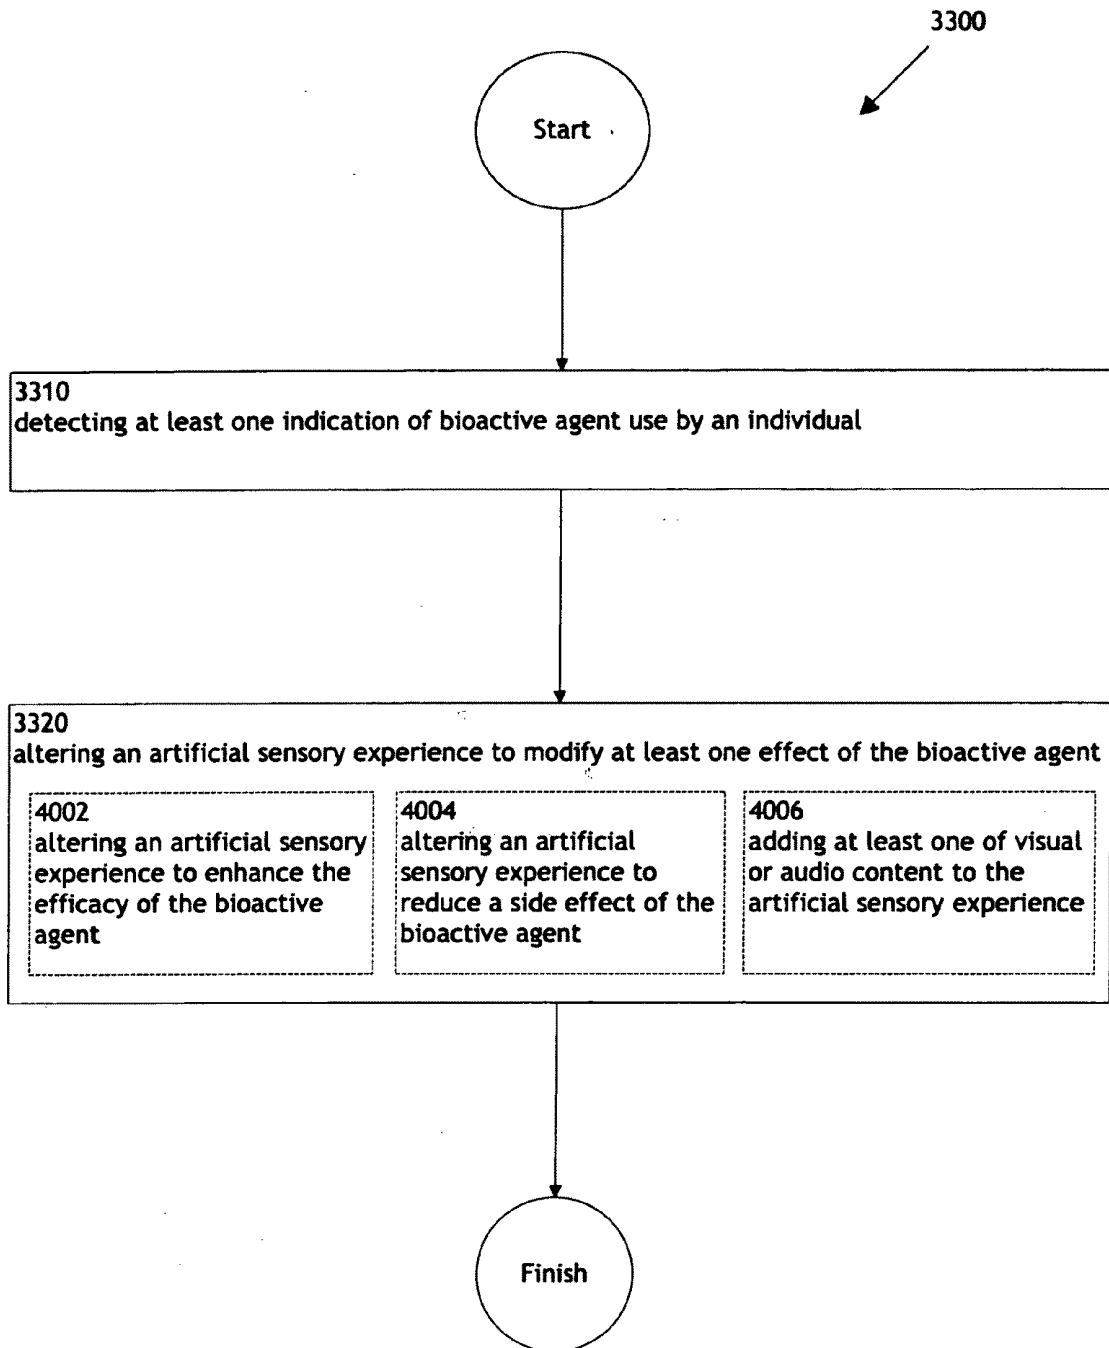 3300
Start
3310
detecting at least one indication of bioactive agent use by an individual
3320
altering an artificial sensory experience to modify at least one effect of the bioactive agent
4002
altering an artificial sensory
experience to enhance the
efficacy of the bioactive
agent
4004
altering an artificial
sensory experience to
reduce a side effect of the
bioactive agent
4006
adding at least one of visual
or audio content to the
artificial sensory experience
Finish